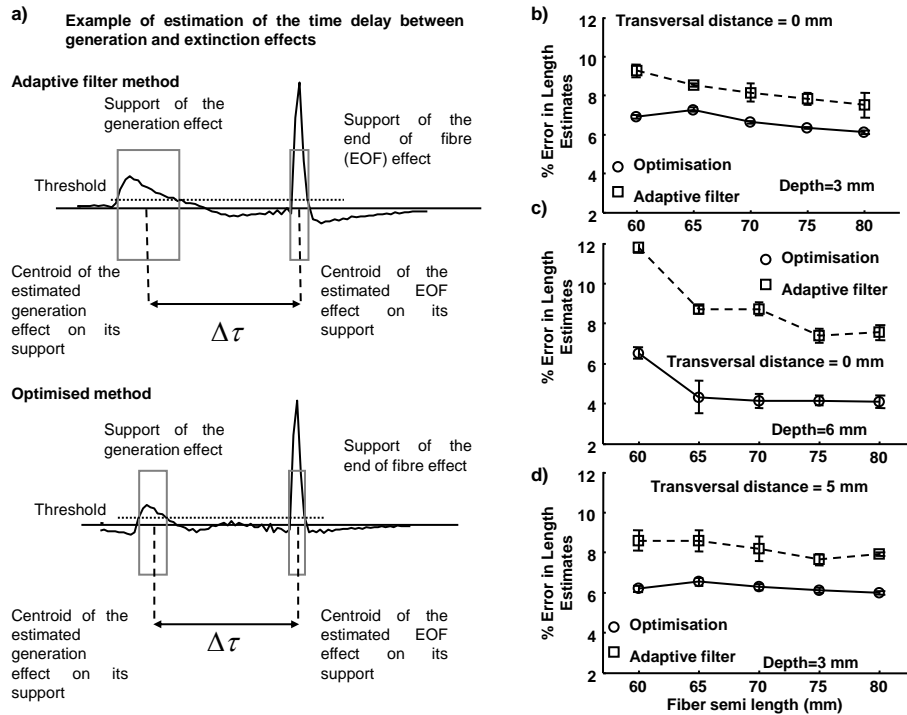 a) Example of estimation of the time delay between
generation and extinction effects
Adaptive filter method
Support of the
generation effect
Support of the
end of fibre
(EOF) effect
Threshold
Centroid of the
estimated
generation
effect on its
support
Centroid of the
estimated EOF
effect on its
support
Δτ
Optimised method
Support of the
generation effect
Support of the
end of fibre effect
Threshold
Centroid of the
estimated
generation
effect on its
support
Centroid of the
estimated EOF
effect on its
support
Δτ
b)
Transversal distance = 0 mm
% Error in Length
Estimates
12
10
8
6
4
2
Optimisation
Adaptive filter
Depth=3 mm
60 65 70 75 80
c)
% Error in Length
Estimates
12
10
8
6
4
2
Optimisation
Adaptive filter
Transversal distance = 0 mm
Depth=6 mm
60 65 70 75 80
d)
Transversal distance = 5 mm
% Error in Length
Estimates
12
10
8
6
4
2
Optimisation
Adaptive filter
Depth=3 mm
60 65 70 75 80
Fiber semi length (mm)